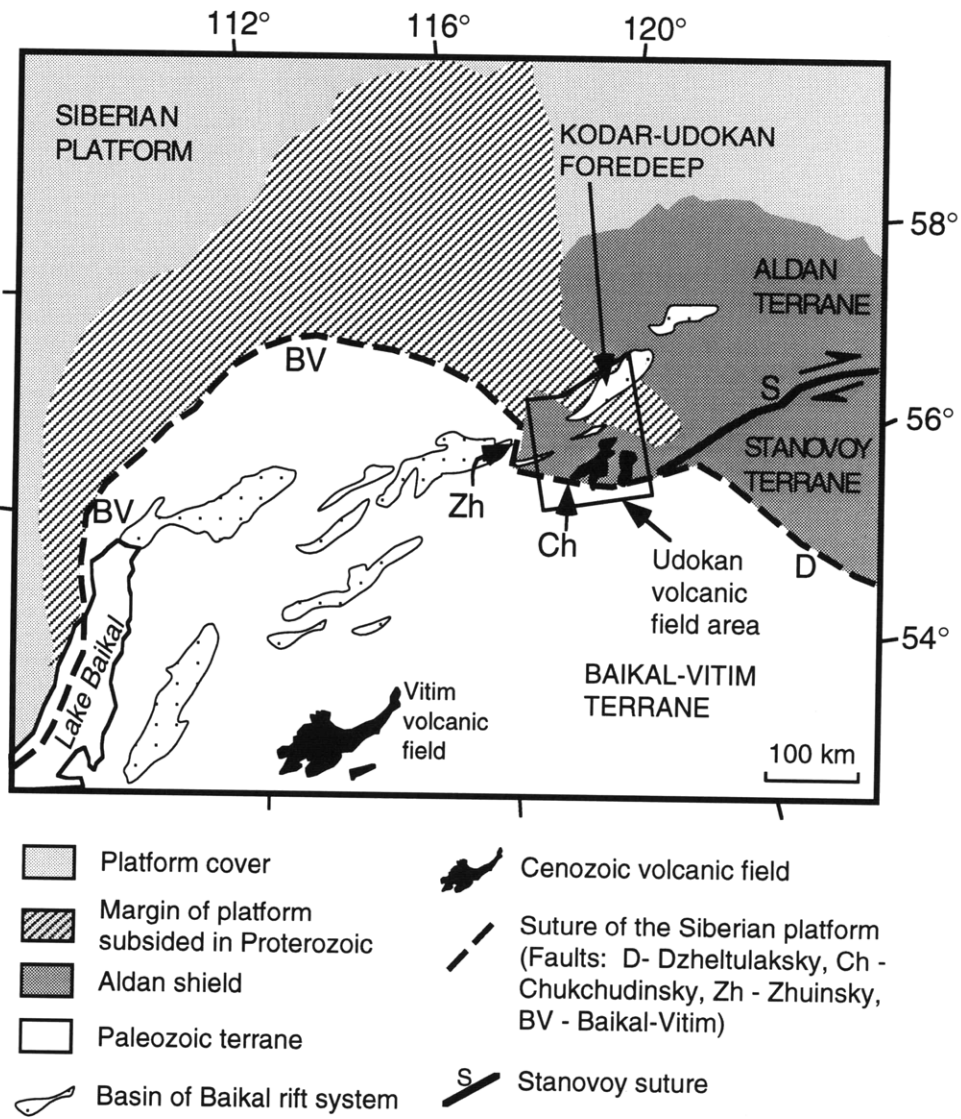 112°
116°
120°
SIBERIAN
PLATFORM
KODAR-UDOKAN
FOREDEEP
58°
ALDAN
TERRANE
BV
S
56°
STANOVOY
TERRANE
Zh
BV
Ch
D
Udokan
volcanic
field area
54°
Lake Baikal
BAIKAL-VITIM
TERRANE
Vitim
volcanic
field
100 km
Platform cover
Margin of platform
subsided in Proterozoic
Aldan shield
Paleozoic terrane
Basin of Baikal rift system
Cenozoic volcanic field
Suture of the Siberian platform
(Faults: D- Dzheltulaksky, Ch -
Chukchudinsky, Zh - Zhuinsky,
BV - Baikal-Vitim)
S
Stanovoy suture